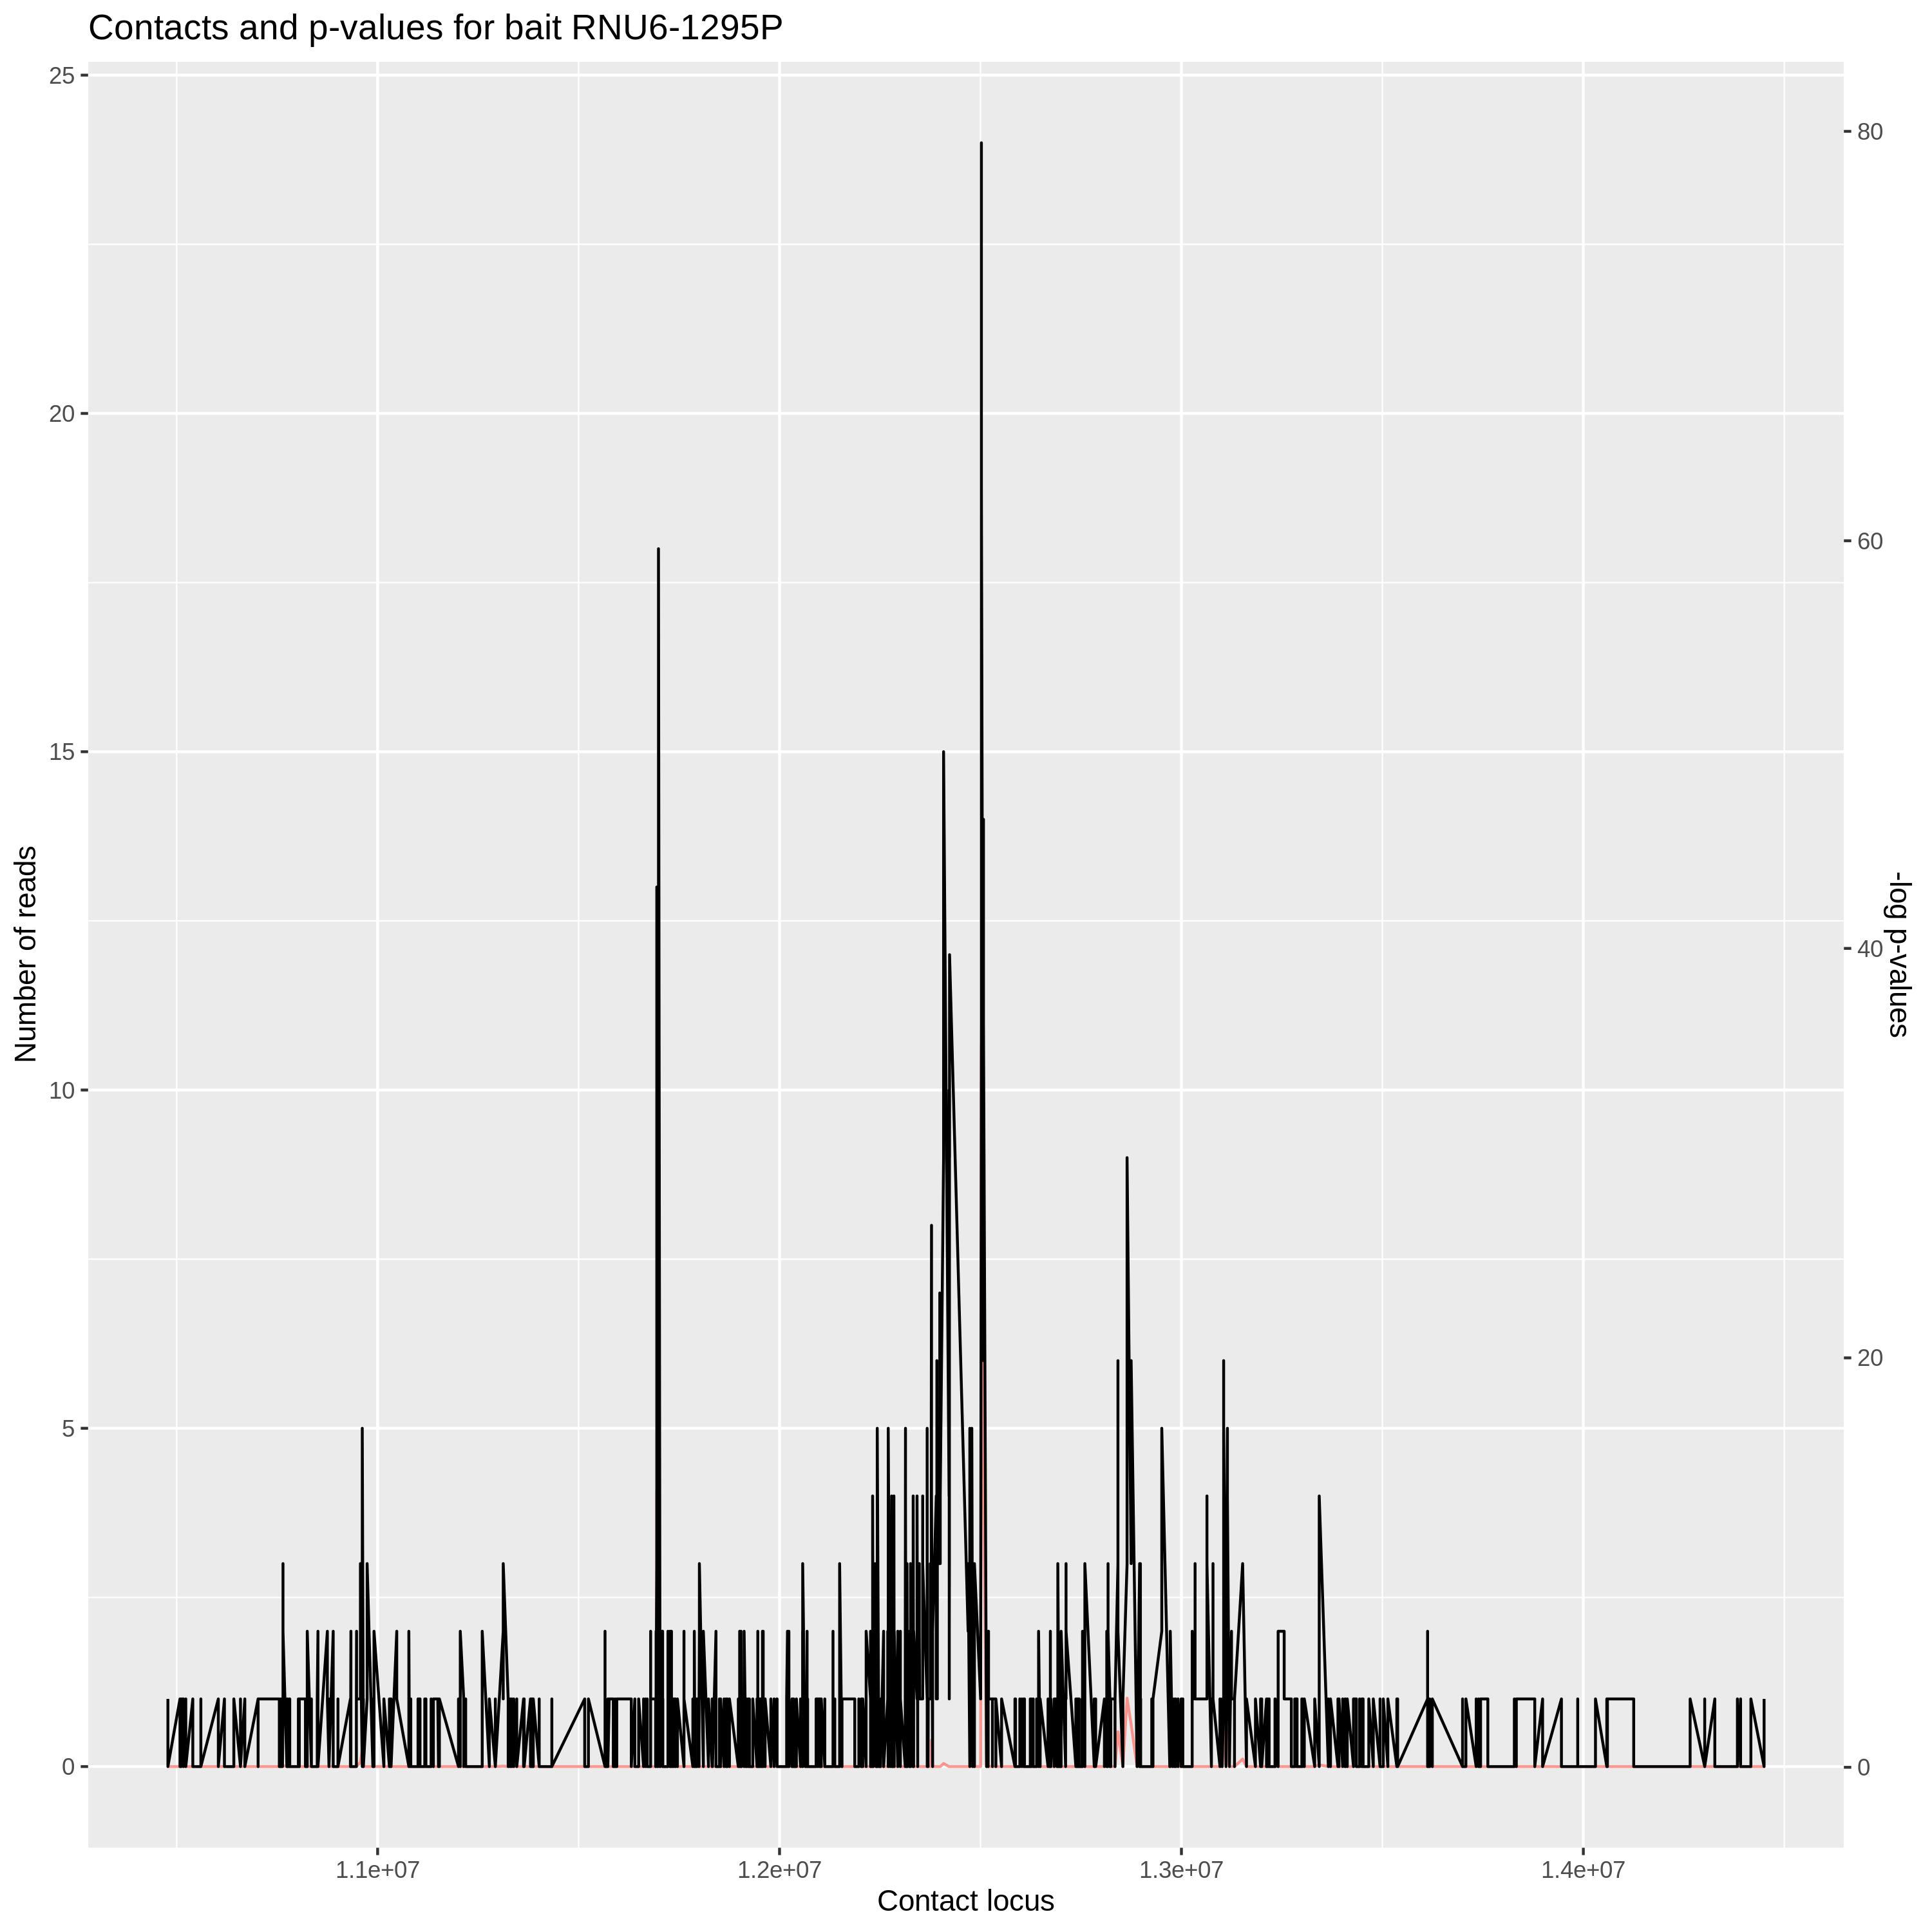 Contacts and p-values for bait RNU6-1295P
25
20
15
10
5
0
Number of reads
80
60
40
20
0
-log p-values
1.1e+07
1.2e+07
1.3e+07
1.4e+07
Contact locus